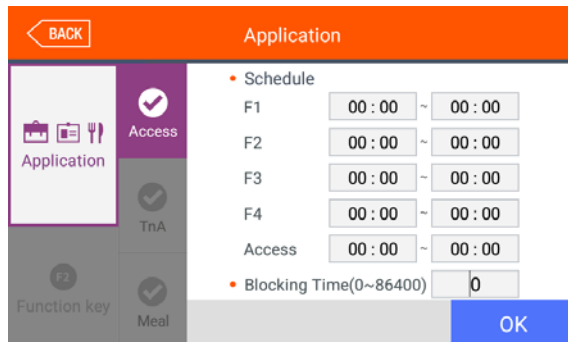 BACK
Application
Application
Access
TnA
F2
Function key
Meal
• Schedule
F1 00 : 00 ~ 00 : 00
F2 00 : 00 ~ 00 : 00
F3 00 : 00 ~ 00 : 00
F4 00 : 00 ~ 00 : 00
Access 00 : 00 ~ 00 : 00
• Blocking Time(0~86400) 0
OK